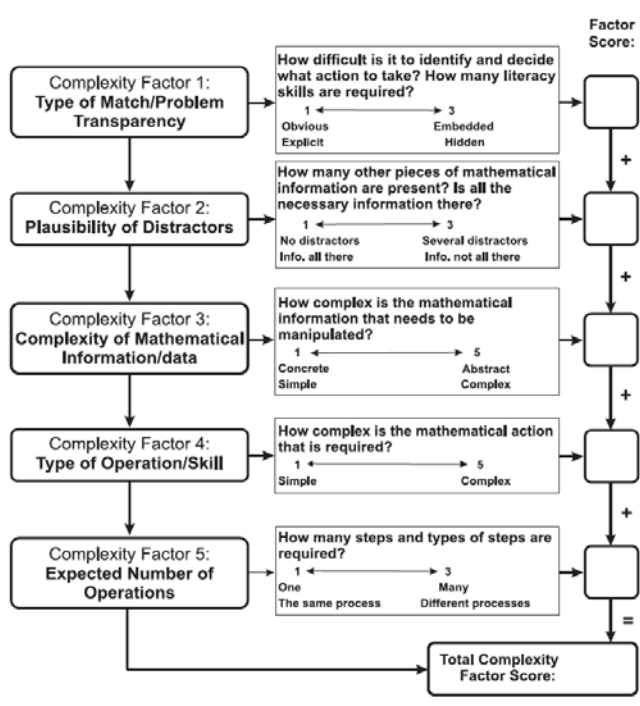 Factor
Score:
Complexity Factor 1:
Type of Match/Problem
Transparency
How difficult is it to identify and decide
what action to take? How many literacy
skills are required?
1 3
Obvious Embedded
Explicit Hidden
+
Complexity Factor 2:
Plausibility of Distractors
How many other pieces of mathematical
information are present? Is all the
necessary information there?
1 3
No distractors Several distractors
Info. all there Info. not all there
+
Complexity Factor 3:
Complexity of Mathematical
Information/data
How complex is the mathematical
information that needs to be
manipulated?
1 5
Concrete Abstract
Simple Complex
+
Complexity Factor 4:
Type of Operation/Skill
How complex is the mathematical action
that is required?
1 5
Simple Complex
+
Complexity Factor 5:
Expected Number of
Operations
How many steps and types of steps are
required?
1 3
One Many
The same process Different processes
=
Total Complexity
Factor Score: